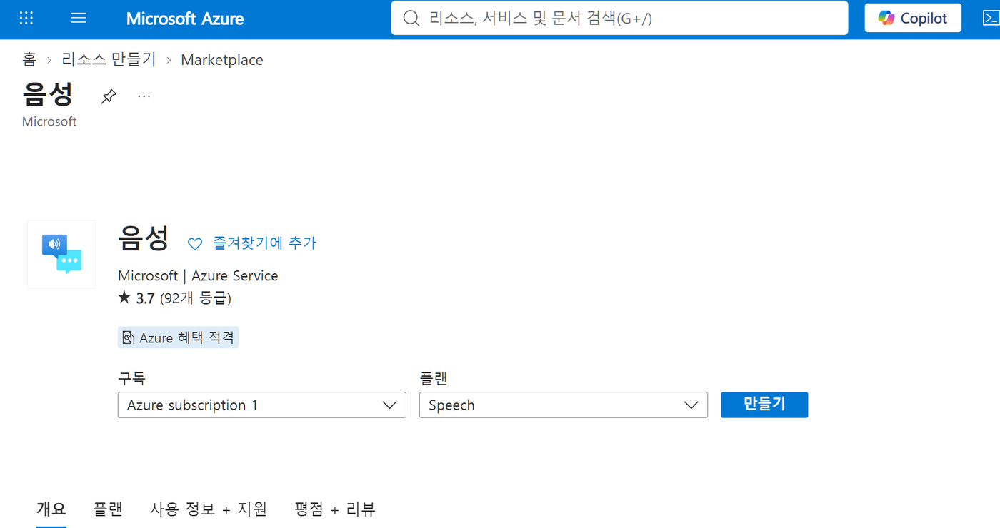 Microsoft Azure
리소스, 서비스 및 문서 검색(G+/)
Copilot
홈 > 리소스 만들기 > Marketplace
음성 ...
Microsoft
음성 즐겨찾기에 추가
Microsoft | Azure Service
★ 3.7 (92개 등급)
Azure 혜택 적격
구독 플랜
Azure subscription 1 Speech 만들기
개요 플랜 사용 정보 + 지원 평점 + 리뷰